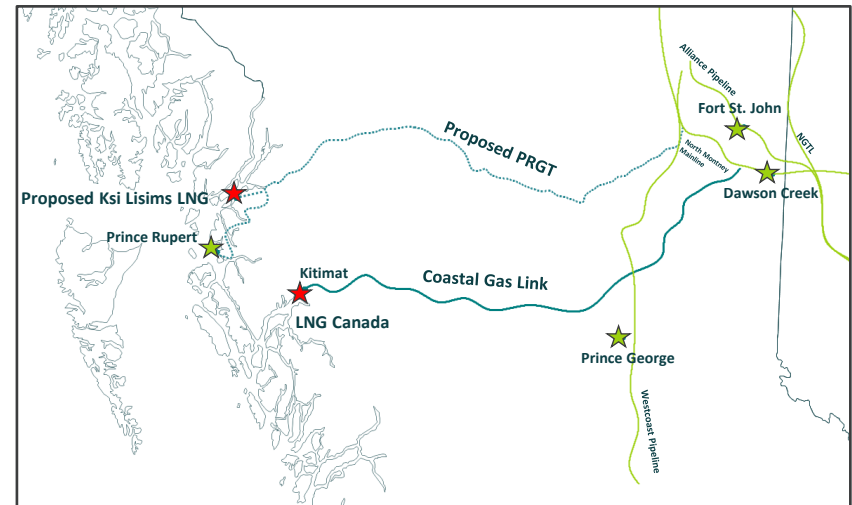 Alliance Pipeline
Fort St. John
NGTL
Proposed PRGT
North Montney
Mainline
Dawson Creek
Proposed Ksi Lisims LNG
Prince Rupert
Kitimat
Coastal Gas Link
LNG Canada
Prince George
Westcoast Pipeline